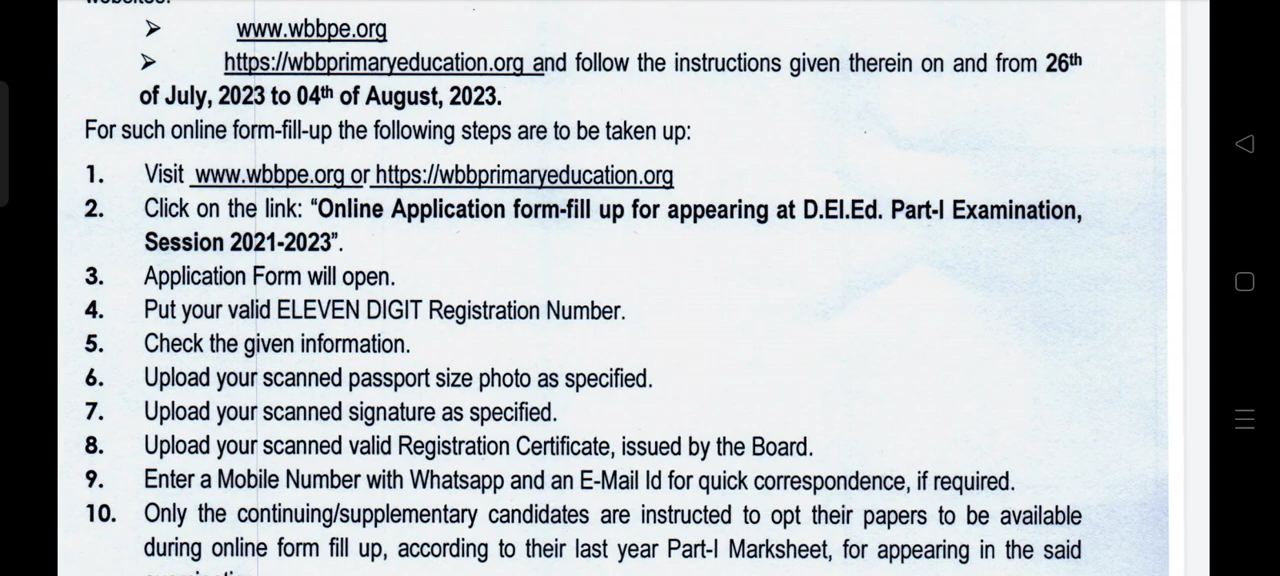 websites:
➢ www.wbbpe.org
➢ https://wbbprimaryeducation.org and follow the instructions given therein on and from 26th
of July, 2023 to 04th of August, 2023.
For such online form-fill-up the following steps are to be taken up:
1. Visit www.wbbpe.org or https://wbbprimaryeducation.org
2. Click on the link: “Online Application form-fill up for appearing at D.El.Ed. Part-I Examination,
Session 2021-2023”.
3. Application Form will open.
4. Put your valid ELEVEN DIGIT Registration Number.
5. Check the given information.
6. Upload your scanned passport size photo as specified.
7. Upload your scanned signature as specified.
8. Upload your scanned valid Registration Certificate, issued by the Board.
9. Enter a Mobile Number with Whatsapp and an E-Mail Id for quick correspondence, if required.
10. Only the continuing/supplementary candidates are instructed to opt their papers to be available
during online form fill up, according to their last year Part-I Marksheet, for appearing in the said